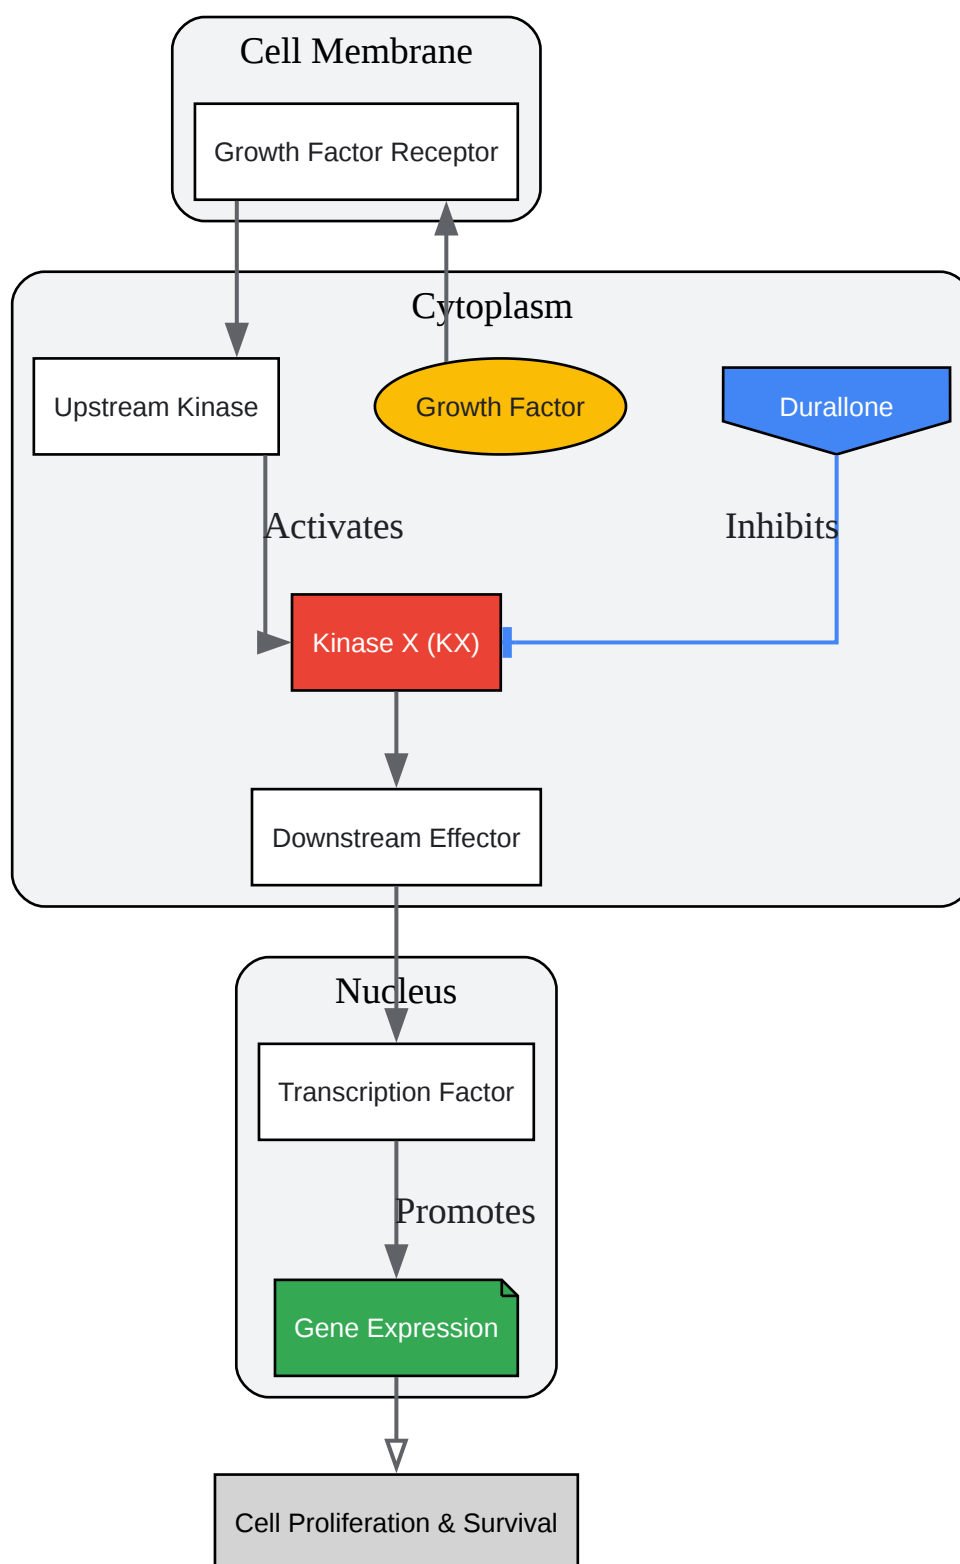 Cell Membrane
Growth Factor Receptor
Cytoplasm
Upstream Kinase
Growth Factor
Durallone
Activates
Inhibits
Kinase X (KX)
Downstream Effector
Nucleus
Transcription Factor
Promotes
Gene Expression
Cell Proliferation & Survival